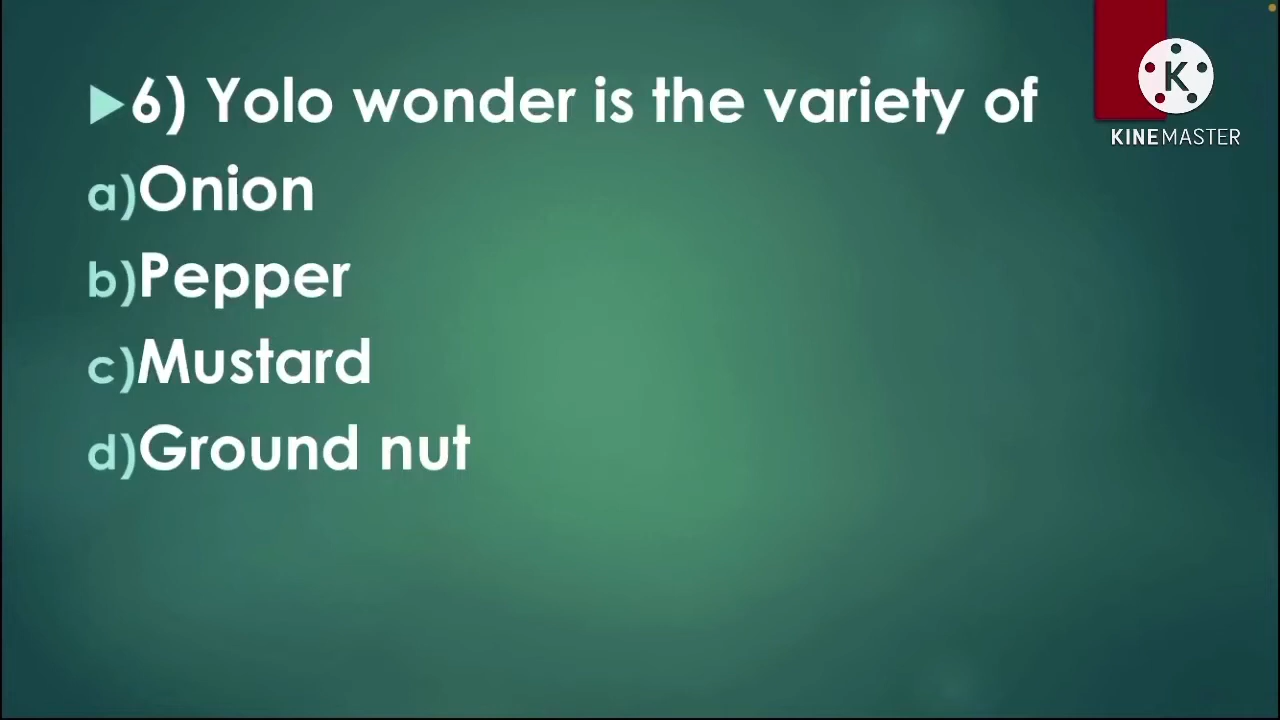 6) Yolo wonder is the variety of
a)Onion
b)Pepper
c)Mustard
d)Ground nut
K
KINEMASTER